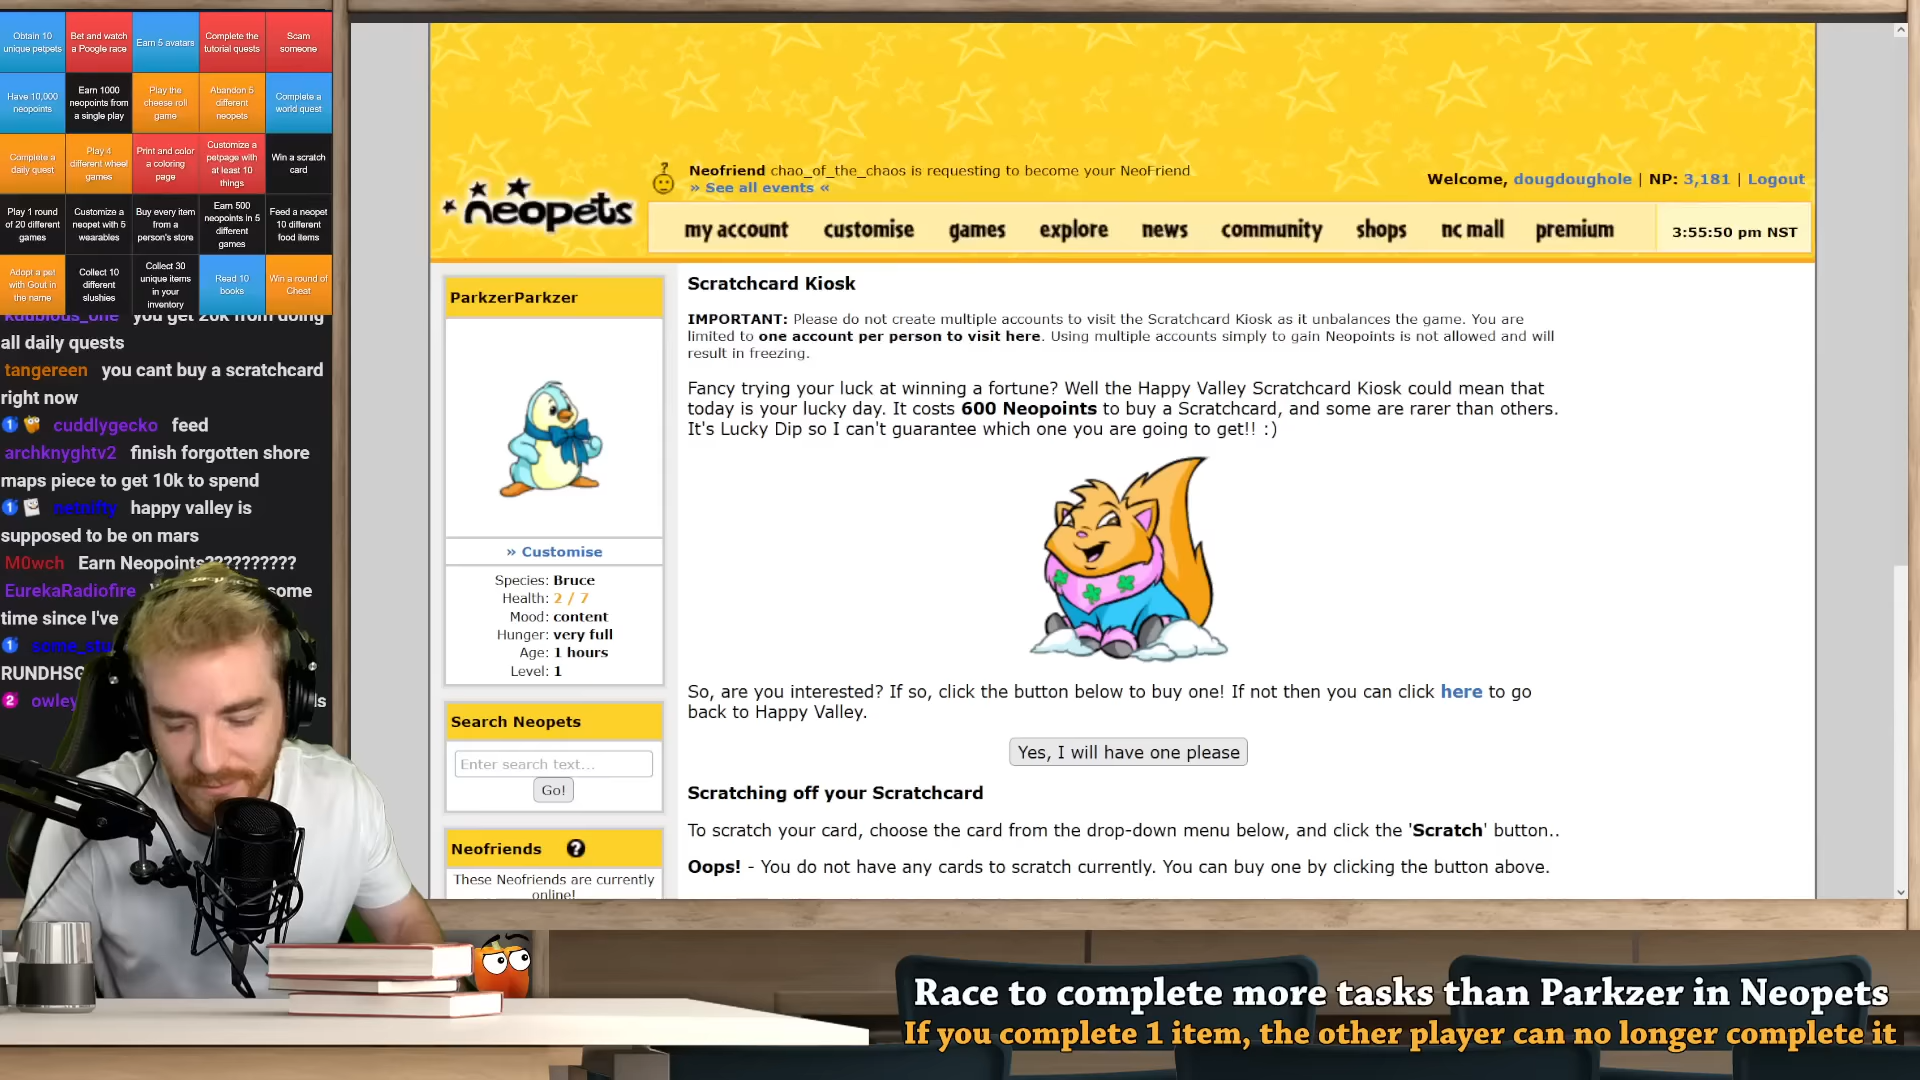 Obtain 10
unique petpets
Bet and watch
a Poogle race
Earn 5 avatars
Complete the
tutorial quests
Scam
someone
Have 10,000
neopoints
Earn 1000
neopoints from
a single play
Play the
cheese roll
game
Abandon 5
different
neopets
Complete a
world quest
Complete a
daily quest
Play 4
different wheel
games
Print and color
a coloring
page
Customize a
petpage with
at least 10
things
Win a scratch
card
Play 1 round
of 20 different
games
Customize a
neopet with 5
wearables
Buy every item
from a
person's store
Earn 500
neopoints in 5
different
games
Feed a neopet
10 different
food items
Adopt a pet
with Gout in
the name
Collect 10
different
slushies
Collect 30
unique items
in your
inventory
Read 10
books
Win a round of
Cheat
kdubious_one you get 20k from doing
all daily quests
tangereen you cant buy a scratchcard
right now
cuddlygecko feed
archknyghtv2 finish forgotten shore
maps piece to get 10k to spend
netnifty happy valley is
supposed to be on mars
M0wch Earn Neopoints??????????
EurekaRadiofire some
time since I've
some_stu
RUNDHSG
owley
neopets
Neofriend chao_of_the_chaos is requesting to become your NeoFriend
» See all events «
Welcome, dougdoughole | NP: 3,181 | Logout
my account customise games explore news community shops nc mall premium
3:55:50 pm NST
ParkzerParkzer
» Customise
Species: Bruce
Health: 2 / 7
Mood: content
Hunger: very full
Age: 1 hours
Level: 1
Search Neopets
Enter search text...
Go!
Neofriends ?
These Neofriends are currently
online!
Scratchcard Kiosk
IMPORTANT: Please do not create multiple accounts to visit the Scratchcard Kiosk as it unbalances the game. You are
limited to one account per person to visit here. Using multiple accounts simply to gain Neopoints is not allowed and will
result in freezing.
Fancy trying your luck at winning a fortune? Well the Happy Valley Scratchcard Kiosk could mean that
today is your lucky day. It costs 600 Neopoints to buy a Scratchcard, and some are rarer than others.
It's Lucky Dip so I can't guarantee which one you are going to get!! :)
So, are you interested? If so, click the button below to buy one! If not then you can click here to go
back to Happy Valley.
Yes, I will have one please
Scratching off your Scratchcard
To scratch your card, choose the card from the drop-down menu below, and click the 'Scratch' button..
Oops! - You do not have any cards to scratch currently. You can buy one by clicking the button above.
Race to complete more tasks than Parkzer in Neopets
If you complete 1 item, the other player can no longer complete it